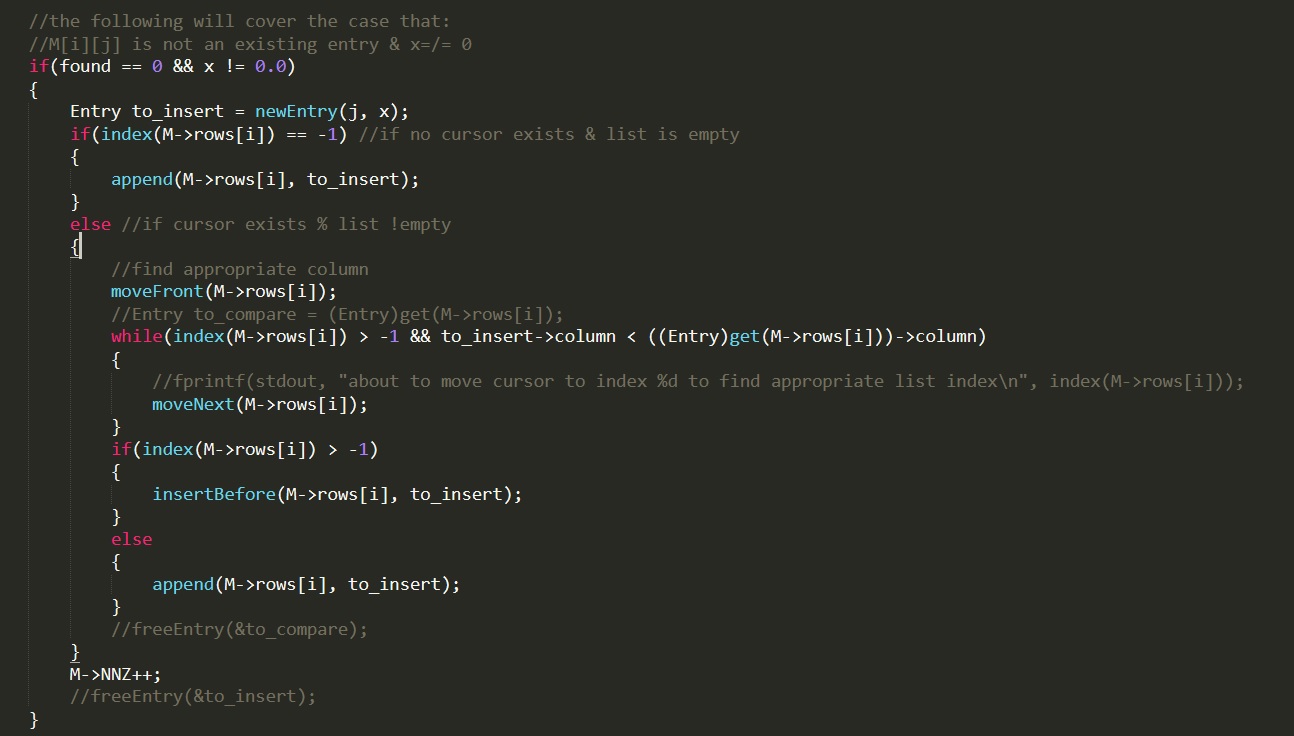 //the following will cover the case that:
//M[i][j] is not an existing entry & x=/= 0
if(found == 0 && x != 0.0)
{
    Entry to_insert = newEntry(j, x);
    if(index(M->rows[i]) == -1) //if no cursor exists & list is empty
    {
        append(M->rows[i], to_insert);
    }
    else //if cursor exists % list !empty
    {
        //find appropriate column
        moveFront(M->rows[i]);
        //Entry to_compare = (Entry)get(M->rows[i]);
        while(index(M->rows[i]) > -1 && to_insert->column < ((Entry)get(M->rows[i]))->column)
        {
            //fprintf(stdout, "about to move cursor to index %d to find appropriate list index\n", index(M->rows[i]));
            moveNext(M->rows[i]);
        }
        if(index(M->rows[i]) > -1)
        {
            insertBefore(M->rows[i], to_insert);
        }
        else
        {
            append(M->rows[i], to_insert);
        }
        //freeEntry(&to_compare);
    }
    M->NNZ++;
    //freeEntry(&to_insert);
}